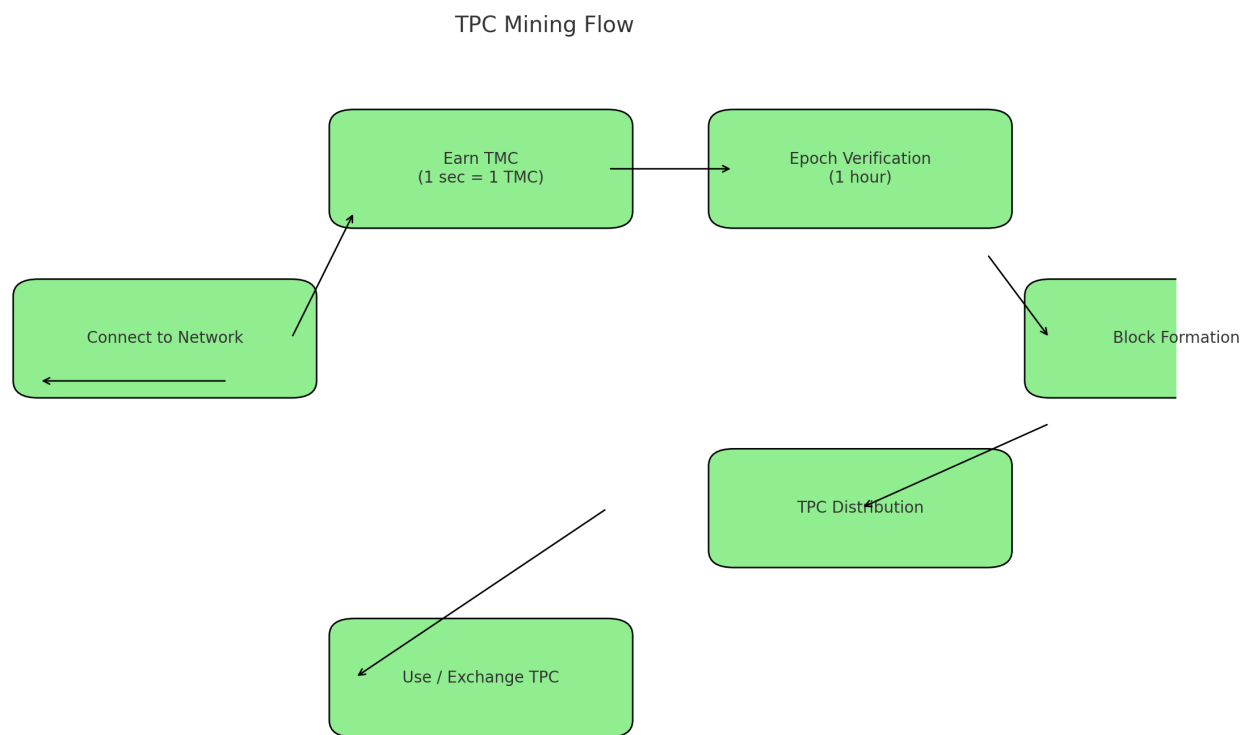 TPC Mining Flow
Earn TMC
(1 sec = 1 TMC)
Epoch Verification
(1 hour)
Connect to Network
Block Formation
TPC Distribution
Use / Exchange TPC